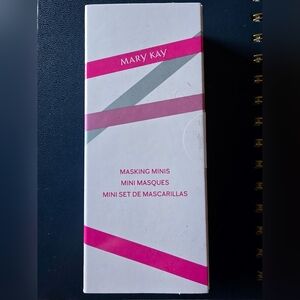 MARY KAY
MASKING MINIS
MINI MASQUES
MINI SET DE MASCARILLAS